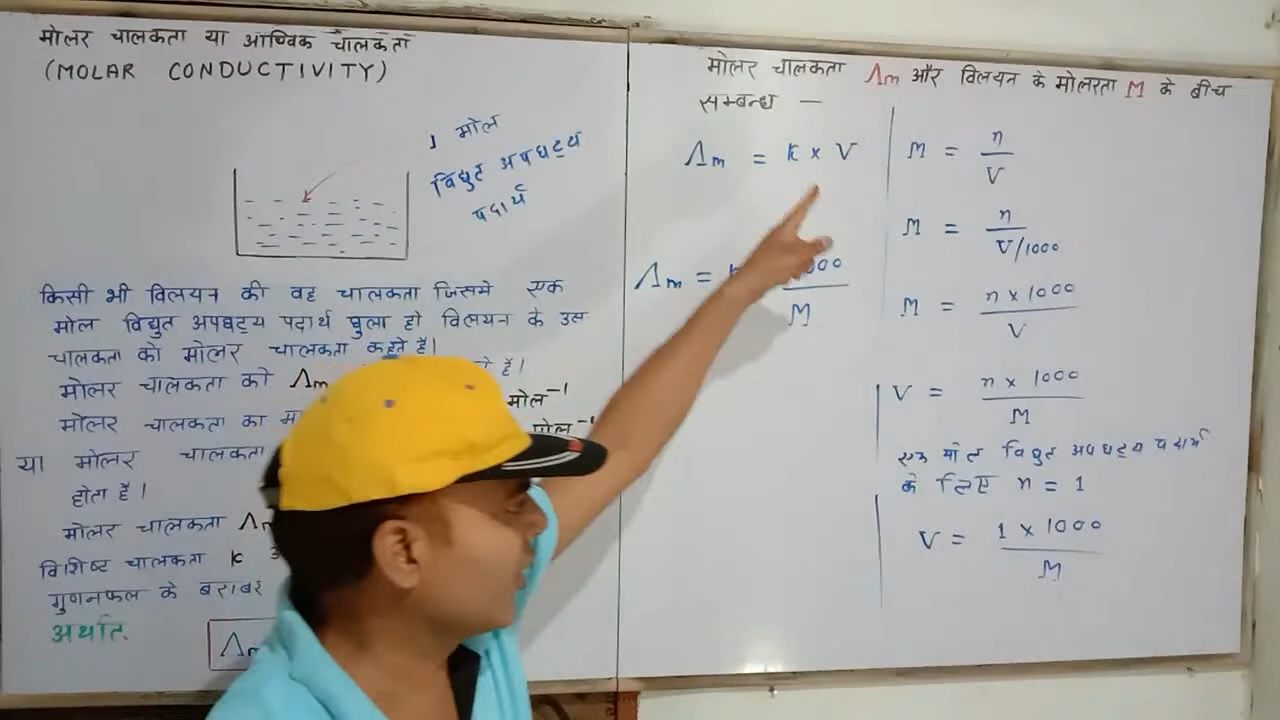 मोलर चालकता या आण्विक चालकता
(MOLAR CONDUCTIVITY)
1 मोल
विद्युत अपघट्य
पदार्थ
किसी भी विलयन की वह चालकता जिसमे एक
मोल विद्युत अपघट्य पदार्थ घुला हो विलयन के उस
चालकता को मोलर चालकता कहते है।
मोलर चालकता को Λm है।
मोलर चालकता का मोल⁻¹
या मोलर चालकता मोल⁻¹
होता है।
मोलर चालकता Λm
विशिष्ट चालकता k
गुणनफल के बराबर
अर्थात
Λm
मोलर चालकता Λm और विलयन के मोलरता M के बीच
सम्बन्ध —
Λm = k × V
Λm = 1000 / M
M = n / V
M = n / V/1000
M = n × 1000 / V
V = n × 1000 / M
एक मोल विद्युत अपघट्य पदार्थ
के लिए n = 1
V = 1 × 1000 / M